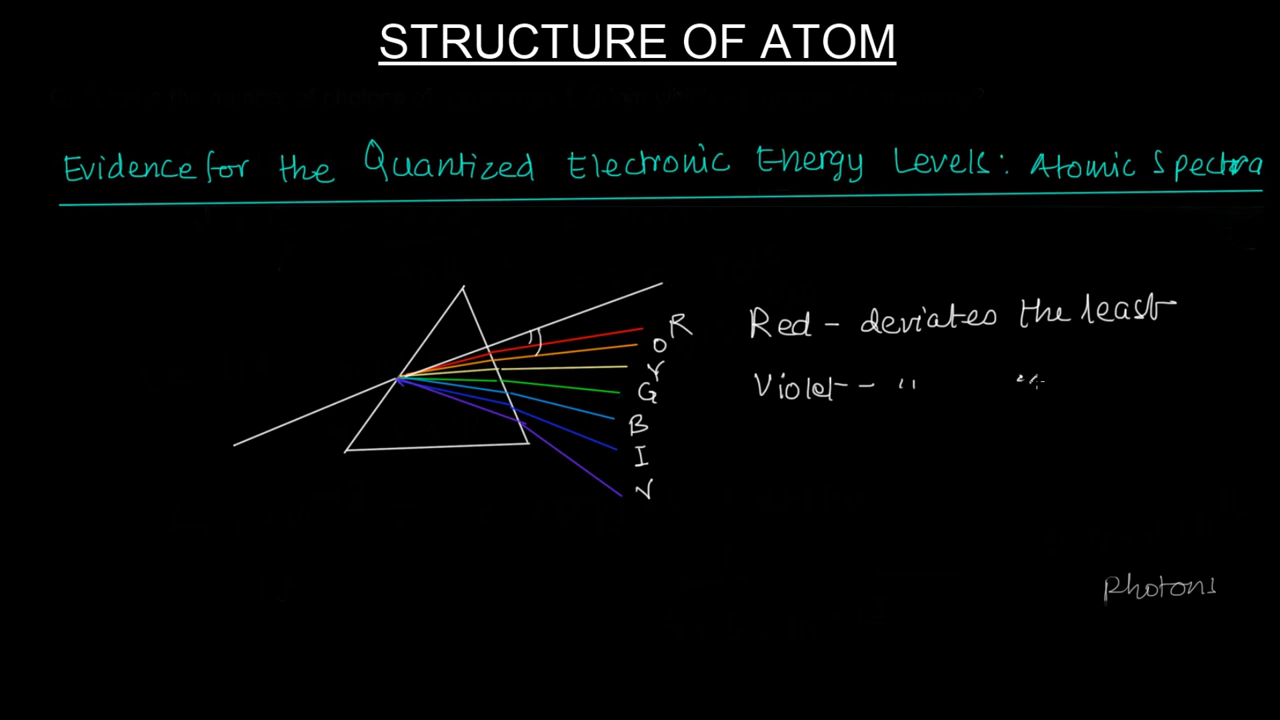 STRUCTURE OF ATOM
Evidence for the Quantized Electronic Energy Levels: Atomic Spectra
R
O
Y
G
B
I
V
Red - deviates the least
Violet - " "
Photons